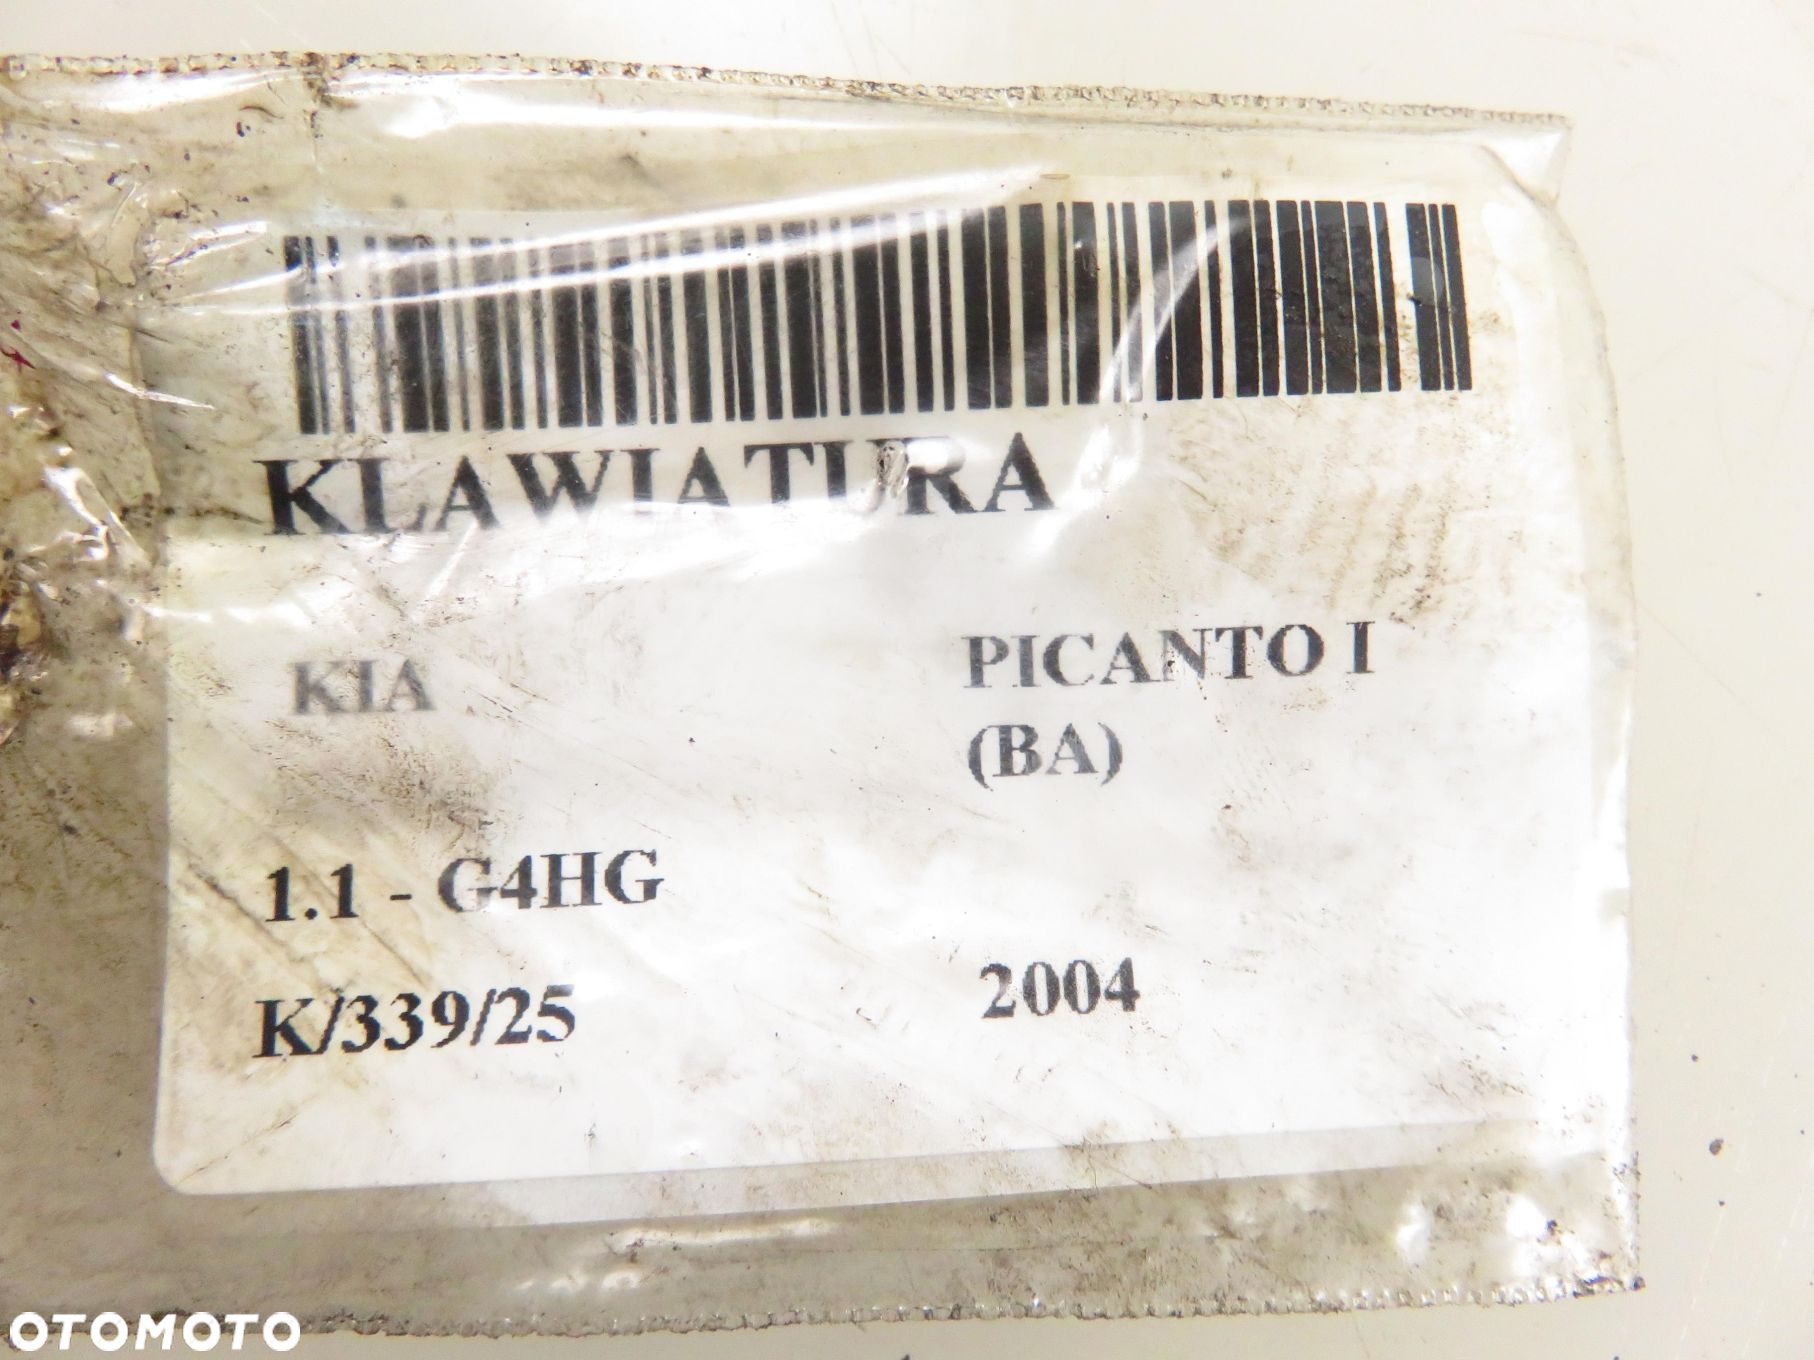 KLAWIATURA
KIA
PICANTO I
(BA)
1.1 - G4HG
K/339/25
2004
OTOMOTO